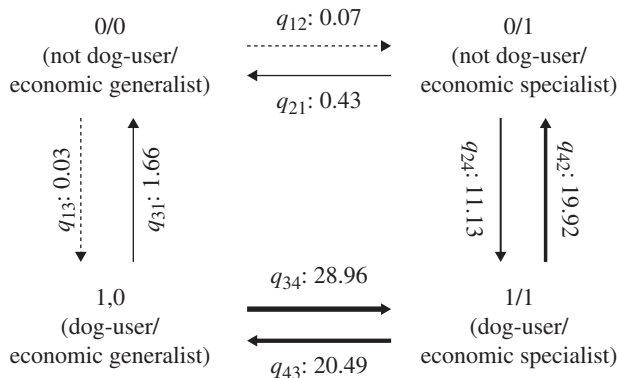 0/0
(not dog-user/
economic generalist)
q12: 0.07
q21: 0.43
0/1
(not dog-user/
economic specialist)
q13: 0.03
q31: 1.66
q24: 11.13
q42: 19.92
1,0
(dog-user/
economic generalist)
q34: 28.96
q43: 20.49
1/1
(dog-user/
economic specialist)